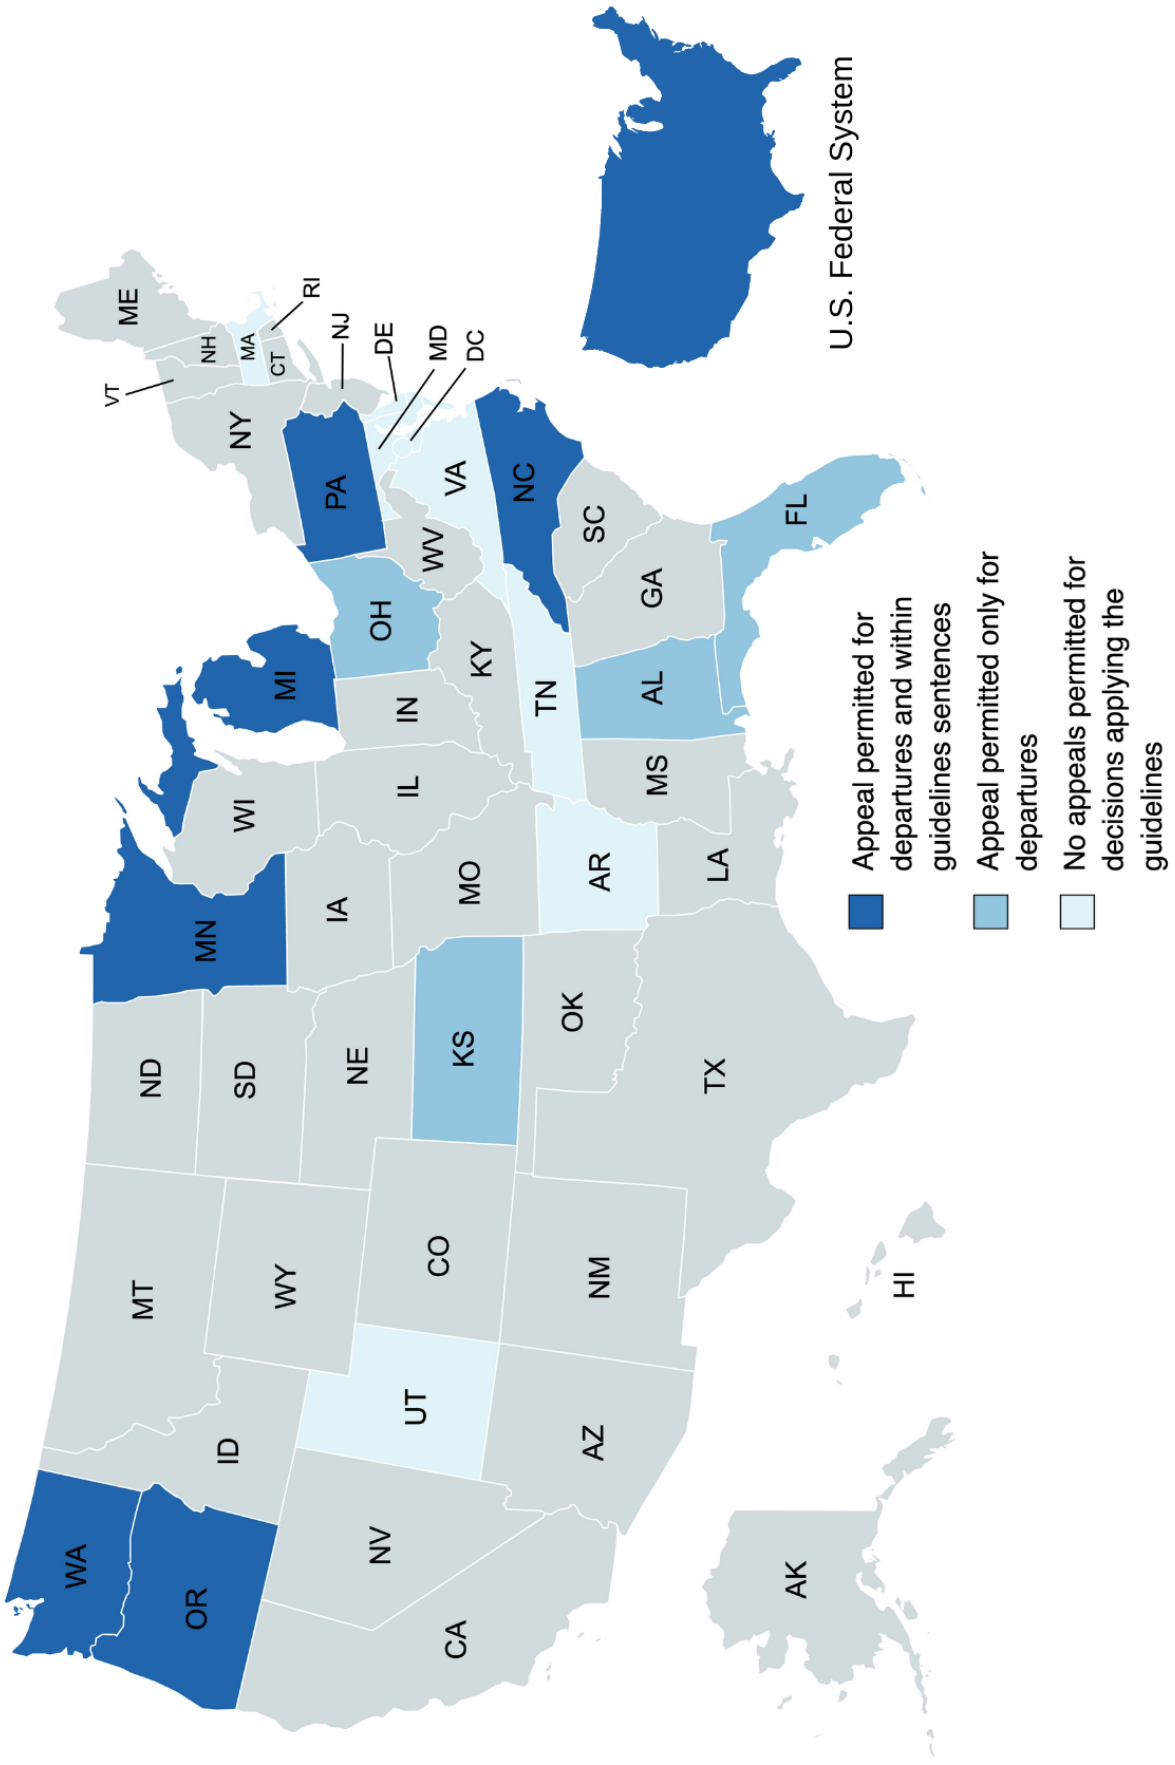 WA
OR
CA
NV
ID
MT
WY
UT
AZ
CO
NM
ND
SD
NE
KS
OK
TX
MN
IA
MO
AR
LA
WI
IL
MS
MI
IN
KY
TN
AL
OH
WV
GA
SC
NC
VA
PA
NY
VT
NH
ME
MA
CT
RI
NJ
DE
MD
DC
FL
AK
HI
U.S. Federal System
Appeal permitted for
departures and within
guidelines sentences
Appeal permitted only for
departures
No appeals permitted for
decisions applying the
guidelines